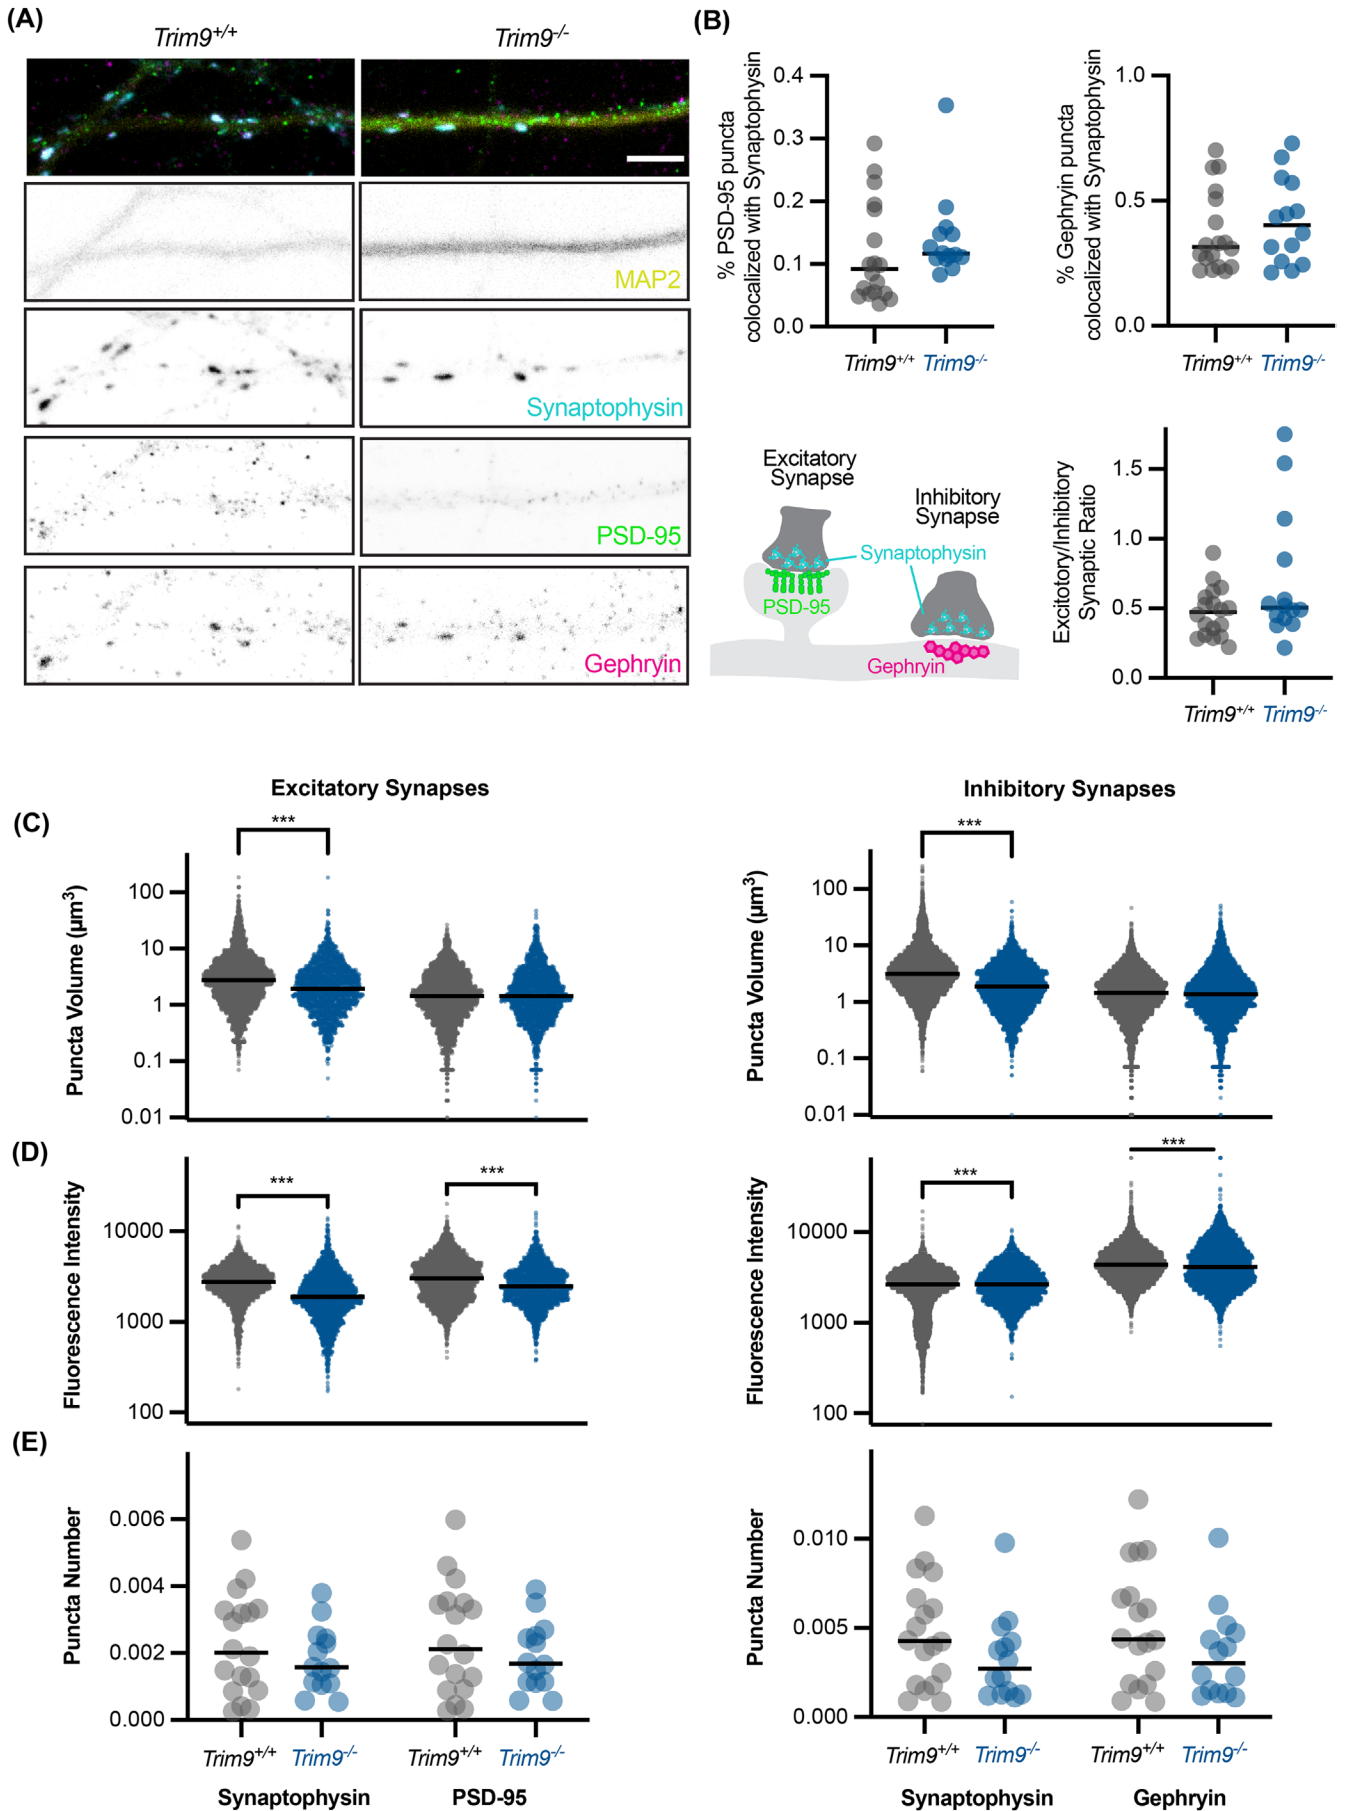 (A)
Trim9+/+
Trim9-/-
MAP2
Synaptophysin
PSD-95
Gephryin
(B)
% PSD-95 puncta
colocalized with Synaptophysin
0.4
0.3
0.2
0.1
0.0
Trim9+/+
Trim9-/-
% Gephryin puncta
colocalized with Synaptophysin
1.0
0.5
0.0
Trim9+/+
Trim9-/-
Excitatory
Synapse
Inhibitory
Synapse
Synaptophysin
PSD-95
Gephryin
Excitotory/Inhibitory
Synaptic Ratio
1.5
1.0
0.5
0.0
Trim9+/+
Trim9-/-
Excitatory Synapses
Inhibitory Synapses
(C)
Puncta Volume (µm3)
100
10
1
0.1
0.01
***
Puncta Volume (µm3)
100
10
1
0.1
0.01
***
(D)
Fluorescence Intensity
10000
1000
100
***
***
Fluorescence Intensity
10000
1000
100
***
***
(E)
Puncta Number
0.006
0.004
0.002
0.000
Trim9+/+
Trim9-/-
Trim9+/+
Trim9-/-
Synaptophysin
PSD-95
Puncta Number
0.010
0.005
0.000
Trim9+/+
Trim9-/-
Trim9+/+
Trim9-/-
Synaptophysin
Gephryin